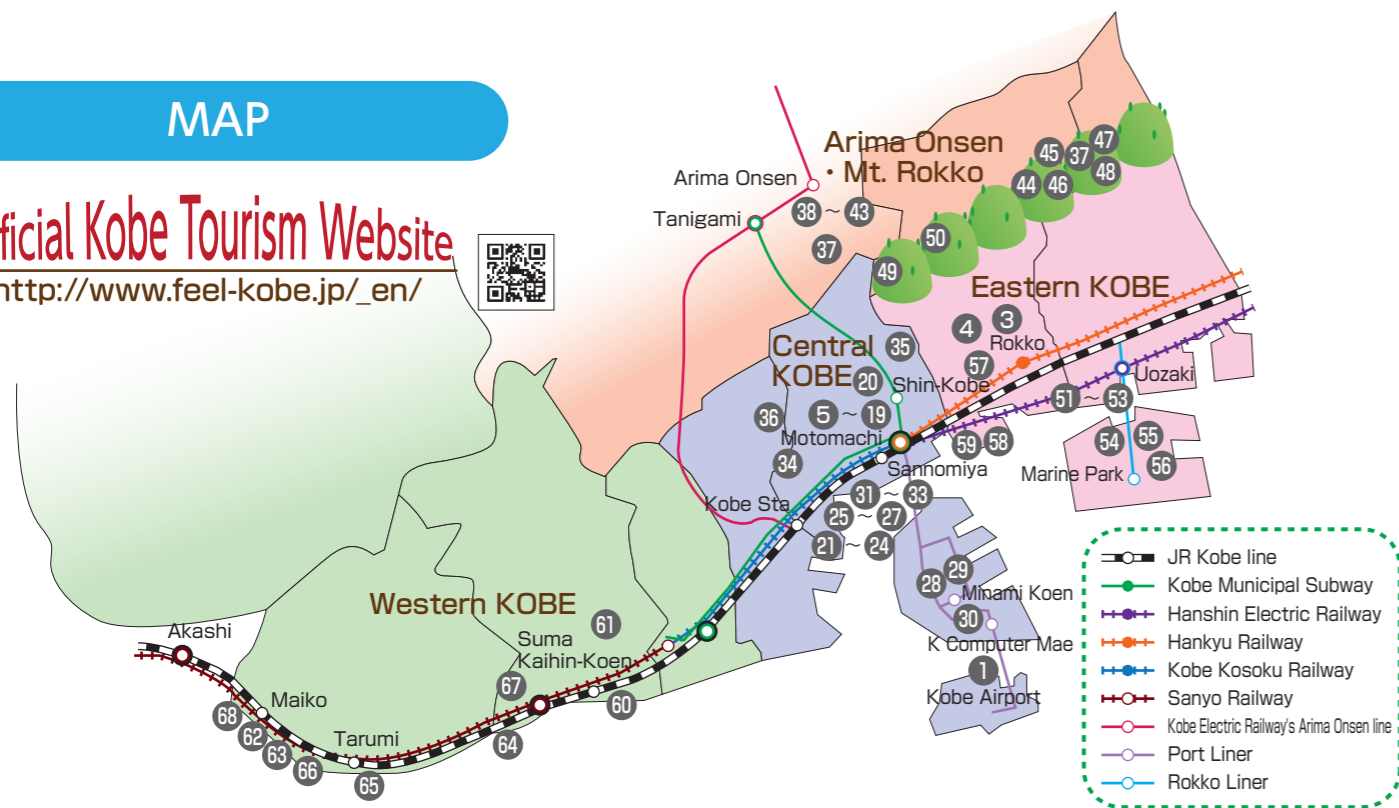 MAP
fficial Kobe Tourism Website
http://www.feel-kobe.jp/_en/
Arima Onsen
・Mt. Rokko
Arima Onsen
Tanigami
38 ~ 43
37
45
37
47
44
46
48
50
49
Eastern KOBE
4
3
Rokko
57
Central
KOBE
35
20
Shin-Kobe
5 ~ 19
36
Motomachi
34
Sannomiya
Uozaki
51 ~ 53
59
58
54
55
56
Marine Park
Kobe Sta
31 ~ 33
25 ~ 27
21 ~ 24
28
29
Minami Koen
30
K Computer Mae
1
Kobe Airport
Western KOBE
61
Suma
Kaihin-Koen
67
60
64
Akashi
Maiko
68
62
63
66
Tarumi
65
JR Kobe line
Kobe Municipal Subway
Hanshin Electric Railway
Hankyu Railway
Kobe Kosoku Railway
Sanyo Railway
Kobe Electric Railway's Arima Onsen line
Port Liner
Rokko Liner